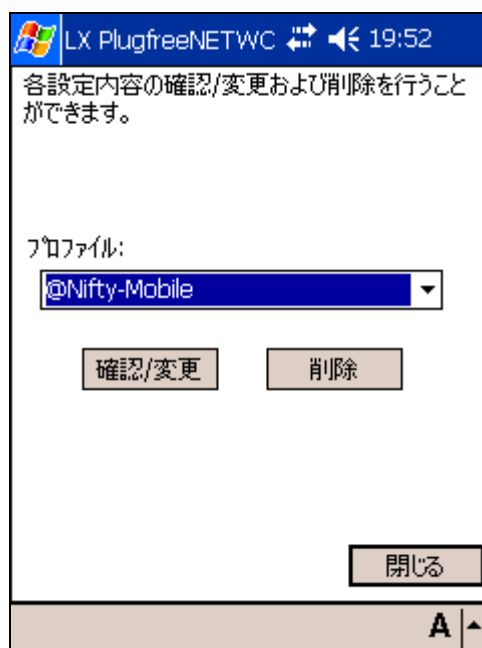 LX PlugfreeNETWC 19:52
各設定内容の確認/変更および削除を行うこと
ができます。
ﾌﾟﾛﾌｧｲﾙ:
@Nifty-Mobile
確認/変更 削除
閉じる
A